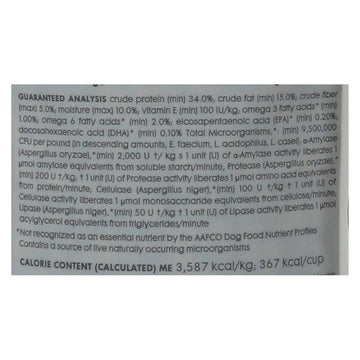 GUARANTEED ANALYSIS crude protein (min) 34.0%, crude fat (min) 15.0%, crude fiber
(max) 5.0%, moisture (max) 10.0%, vitamin E (min) 100 IU/kg, omega 3 fatty acids* (min)
1.00%, omega 6 fatty acids* (min) 2.0%, eicosapentaenoic acid (EPA)* (min) 0.20%,
docosahexaenoic acid (DHA)* (min) 0.10% Total Microorganisms,* (min) 9,500,000
CFU per pound (in descending amounts, E. faecium, L. acidophilus, L. casei), α-Amylase
(Aspergillus oryzae),*(min) 2,000 U †/ kg ‡ 1 unit (U) of α-Amylase activity liberates 1
μmol amylose equivalents from soluble starch/minute, Protease (Aspergillus oryzae),*
(min) 200 U †/kg; † 1 unit (U) of Protease activity liberates 1 μmol amino acid equivalents
from protein/minute, Cellulase (Aspergillus niger),*(min) 100 U †/kg † 1 unit (U) of
Cellulase activity liberates 1 μmol monosaccharide equivalents from cellulose/minute,
Lipase (Aspergillus niger),*(min) 50 U †/kg † 1 unit (U) of Lipase activity liberates 1 μmol
acylglycerol equivalents from triglycerides/minute
*Not recognized as an essential nutrient by the AAFCO Dog Food Nutrient Profiles
Contains a source of live naturally occurring microorganisms
CALORIE CONTENT (CALCULATED) ME 3,587 kcal/kg; 367 kcal/cup